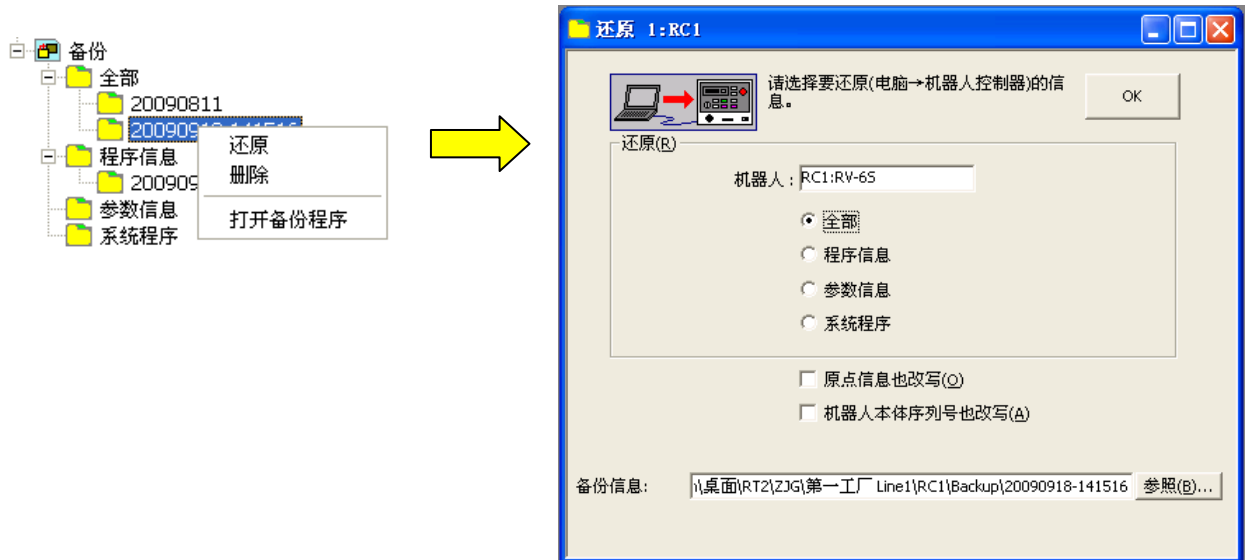 备份
全部
20090811
20090918-141516
程序信息
200909
参数信息
系统程序
还原
删除
打开备份程序
还原 1:RC1
请选择要还原(电脑→机器人控制器)的信
息。
OK
还原(R)
机器人：RC1:RV-6S
全部
程序信息
参数信息
系统程序
原点信息也改写(O)
机器人本体序列号也改写(A)
备份信息: \桌面\RT2\ZJG\第一工厂 Line1\RC1\Backup\20090918-141516 参照(B)...